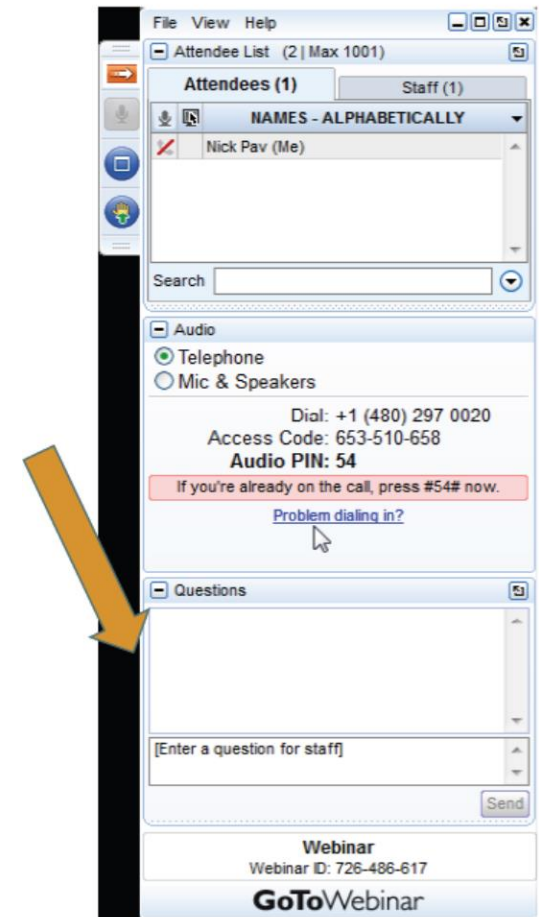 File View Help
Attendee List (2 | Max 1001)
Attendees (1) Staff (1)
NAMES - ALPHABETICALLY
Nick Pav (Me)
Search
Audio
Telephone
Mic & Speakers
Dial: +1 (480) 297 0020
Access Code: 653-510-658
Audio PIN: 54
If you're already on the call, press #54# now.
Problem dialing in?
Questions
[Enter a question for staff]
Send
Webinar
Webinar ID: 726-486-617
GoToWebinar